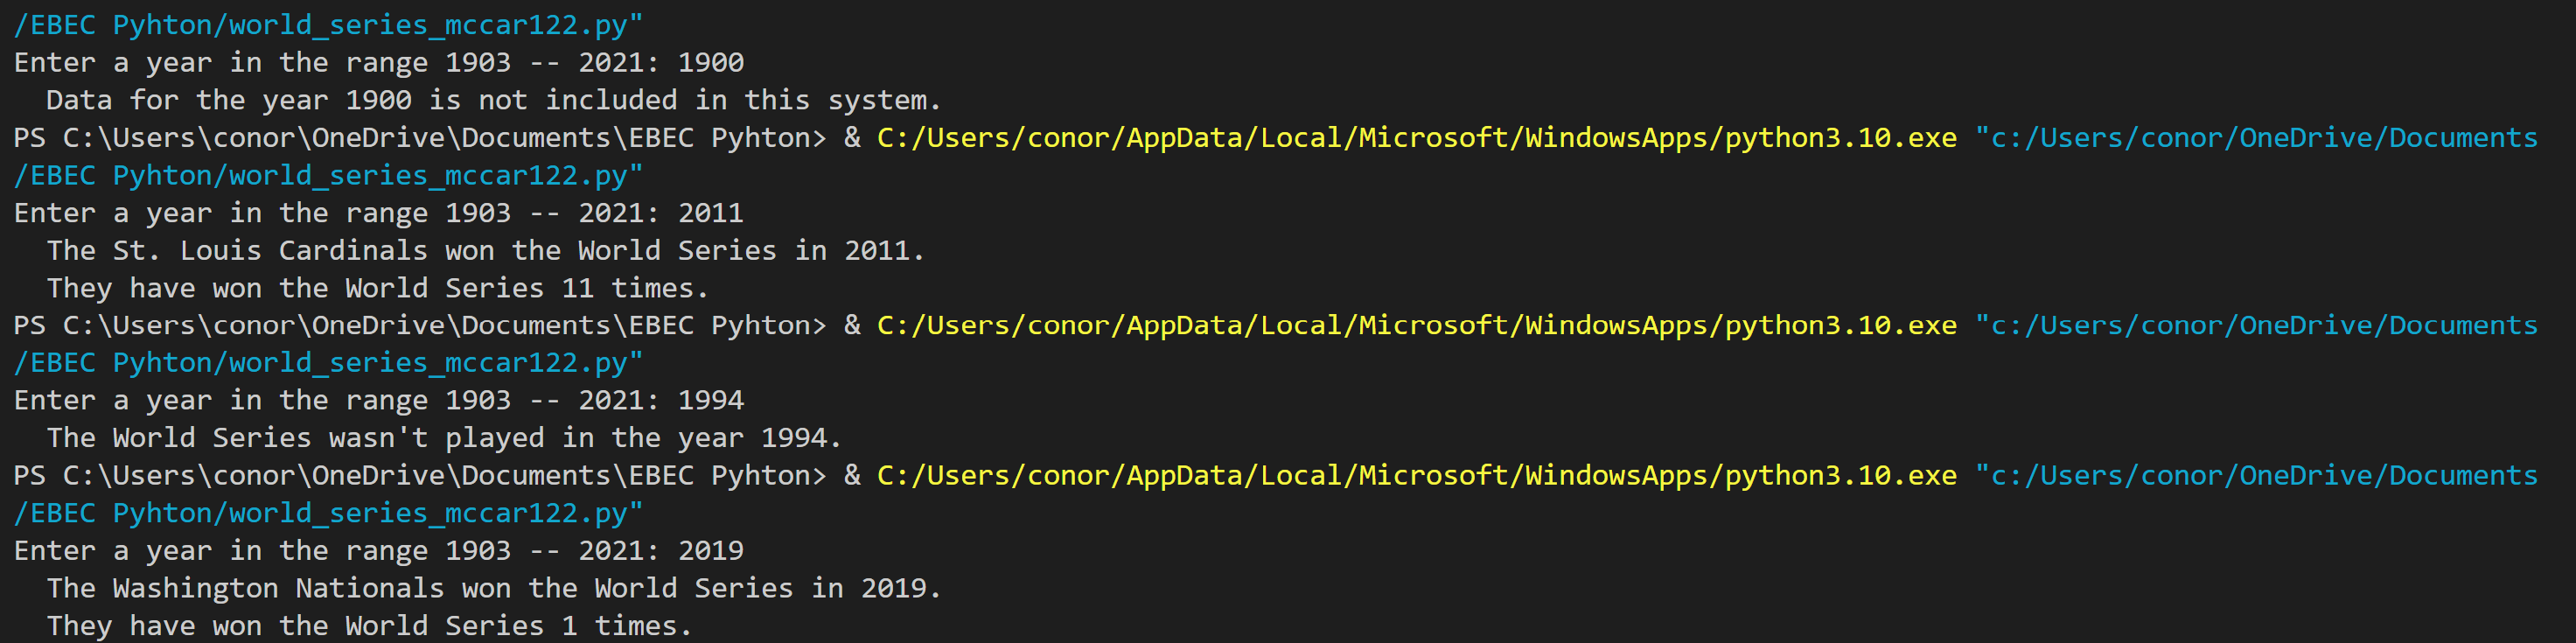 /EBEC Pyhton/world_series_mccar122.py"
Enter a year in the range 1903 -- 2021: 1900
  Data for the year 1900 is not included in this system.
PS C:\Users\conor\OneDrive\Documents\EBEC Pyhton> & C:/Users/conor/AppData/Local/Microsoft/WindowsApps/python3.10.exe "c:/Users/conor/OneDrive/Documents
/EBEC Pyhton/world_series_mccar122.py"
Enter a year in the range 1903 -- 2021: 2011
  The St. Louis Cardinals won the World Series in 2011.
  They have won the World Series 11 times.
PS C:\Users\conor\OneDrive\Documents\EBEC Pyhton> & C:/Users/conor/AppData/Local/Microsoft/WindowsApps/python3.10.exe "c:/Users/conor/OneDrive/Documents
/EBEC Pyhton/world_series_mccar122.py"
Enter a year in the range 1903 -- 2021: 1994
  The World Series wasn't played in the year 1994.
PS C:\Users\conor\OneDrive\Documents\EBEC Pyhton> & C:/Users/conor/AppData/Local/Microsoft/WindowsApps/python3.10.exe "c:/Users/conor/OneDrive/Documents
/EBEC Pyhton/world_series_mccar122.py"
Enter a year in the range 1903 -- 2021: 2019
  The Washington Nationals won the World Series in 2019.
  They have won the World Series 1 times.